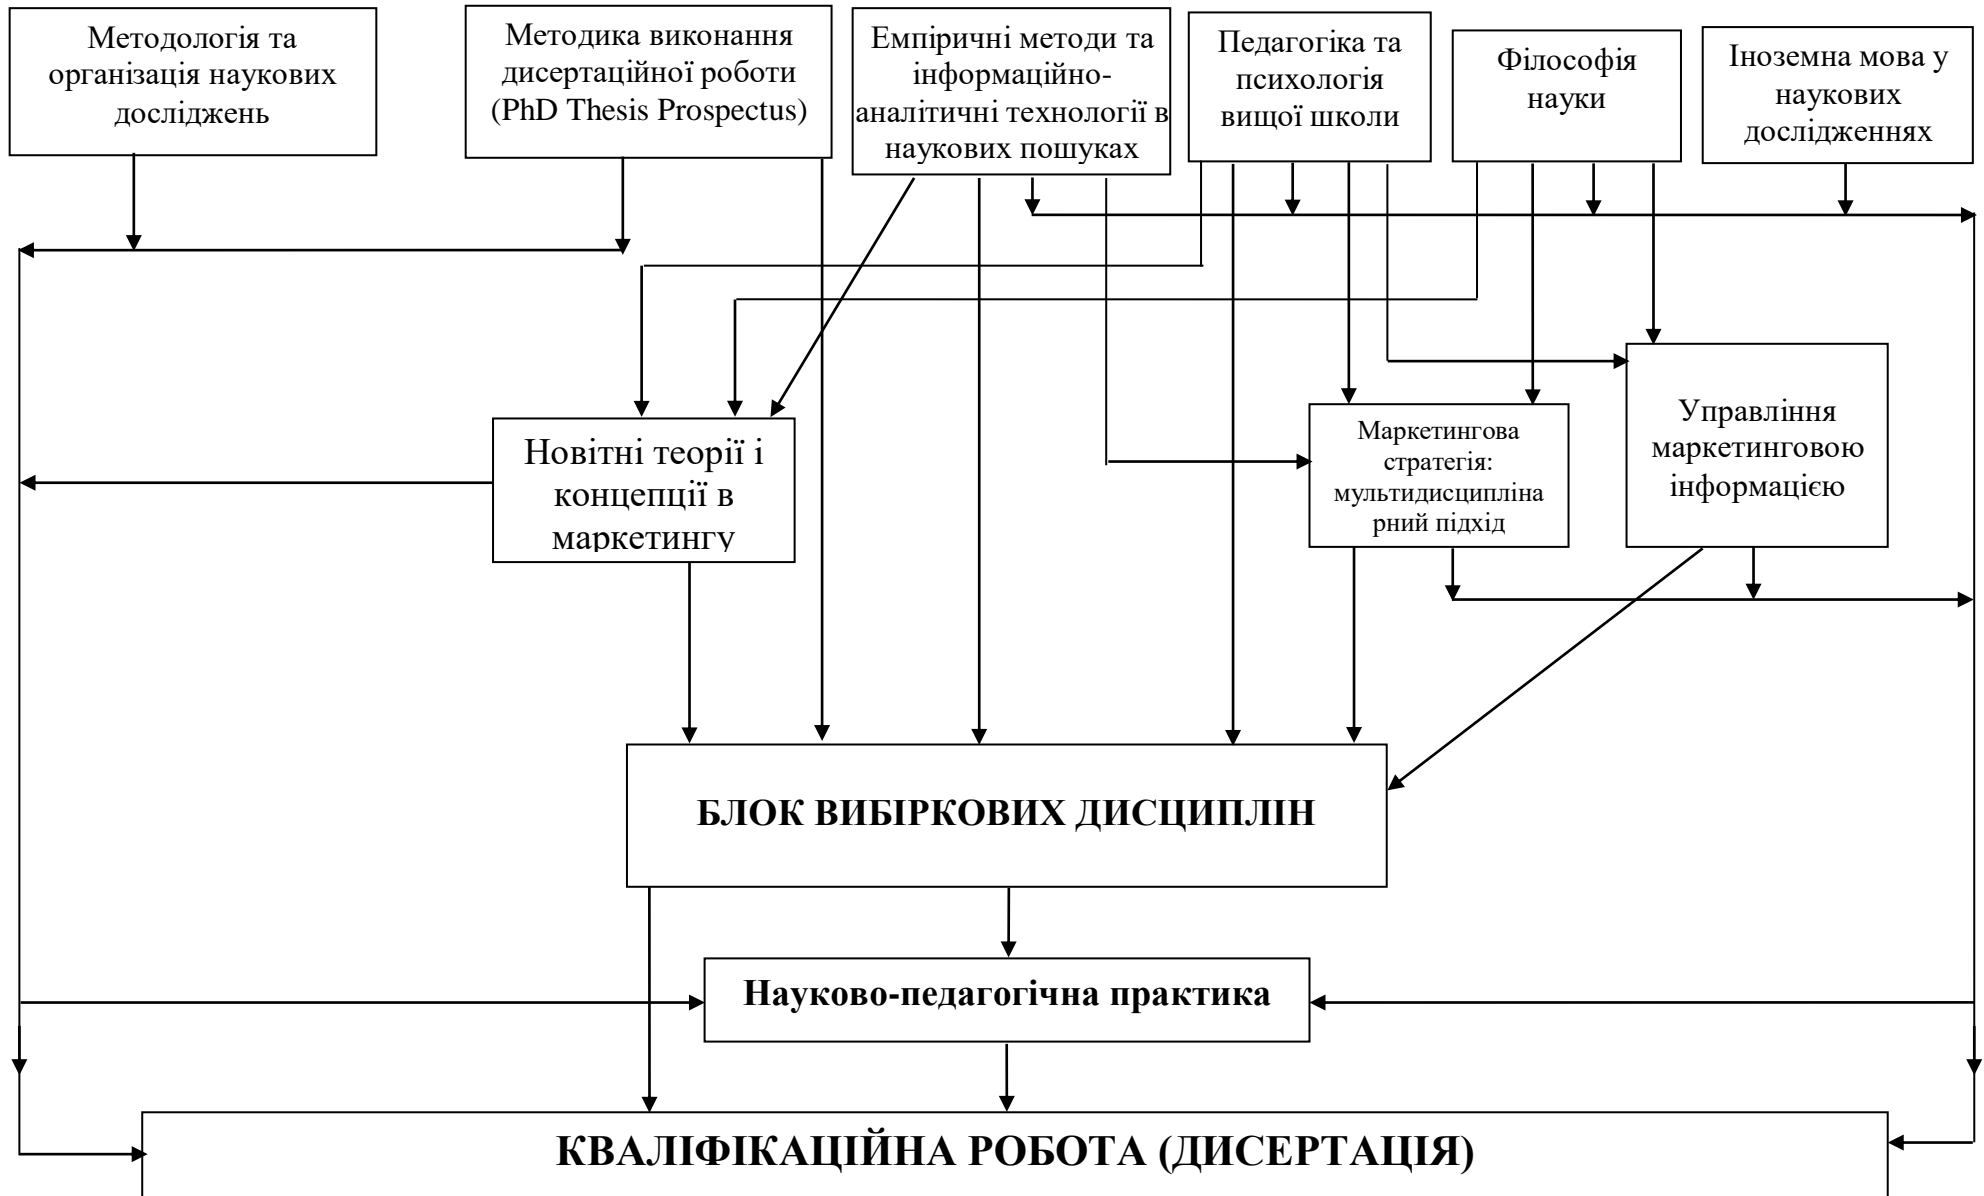 Методологія та
організація наукових
досліджень
Методика виконання
дисертаційної роботи
(PhD Thesis Prospectus)
Емпіричні методи та
інформаційно-
аналітичні технології в
наукових пошуках
Педагогіка та
психологія
вищої школи
Філософія
науки
Іноземна мова у
наукових
дослідженнях
Новітні теорії і
концепції в
маркетингу
Маркетингова
стратегія:
мультидисципліна
рний підхід
Управління
маркетинговою
інформацією
БЛОК ВИБІРКОВИХ ДИСЦИПЛІН
Науково-педагогічна практика
КВАЛІФІКАЦІЙНА РОБОТА (ДИСЕРТАЦІЯ)